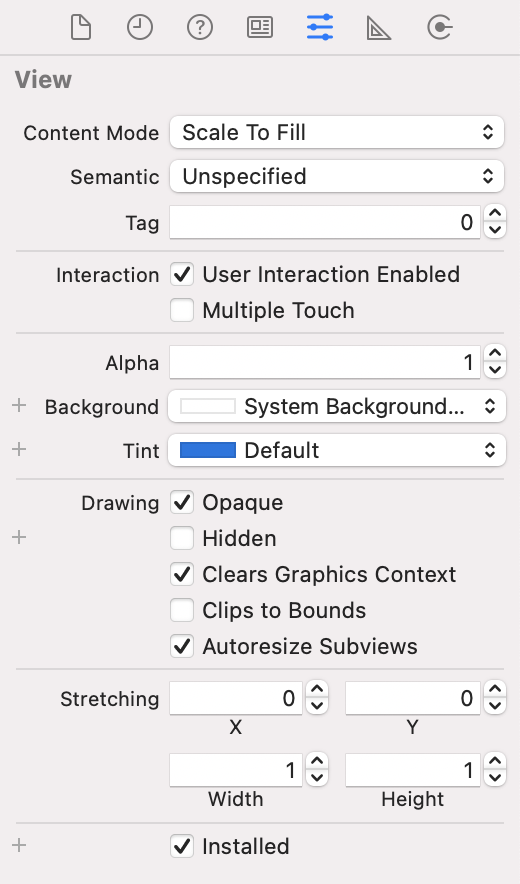 View
Content Mode Scale To Fill
Semantic Unspecified
Tag 0
Interaction User Interaction Enabled
Multiple Touch
Alpha 1
Background System Background...
Tint Default
Drawing Opaque
Hidden
Clears Graphics Context
Clips to Bounds
Autoresize Subviews
Stretching 0 0
X Y
1 1
Width Height
Installed